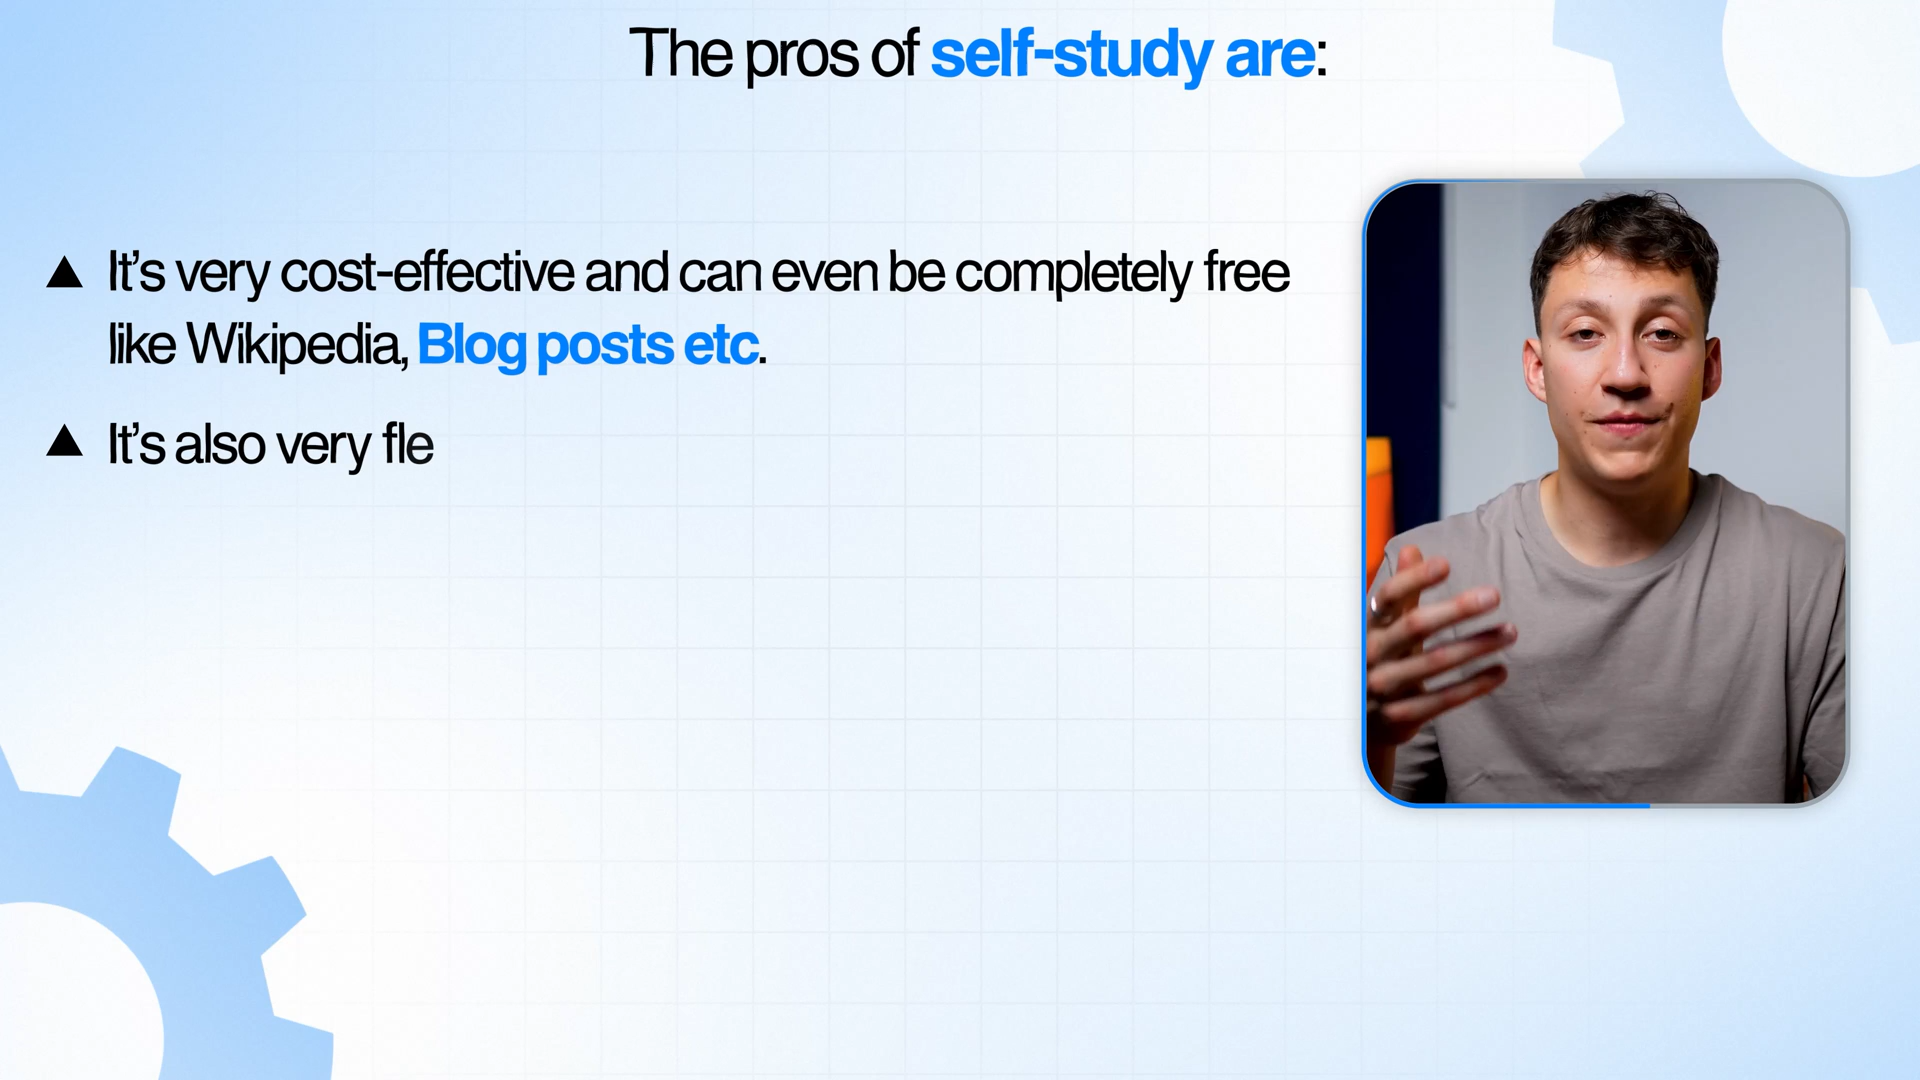 The pros of self-study are:
It’s very cost-effective and can even be completely free
like Wikipedia, Blog posts etc.
It’s also very fle